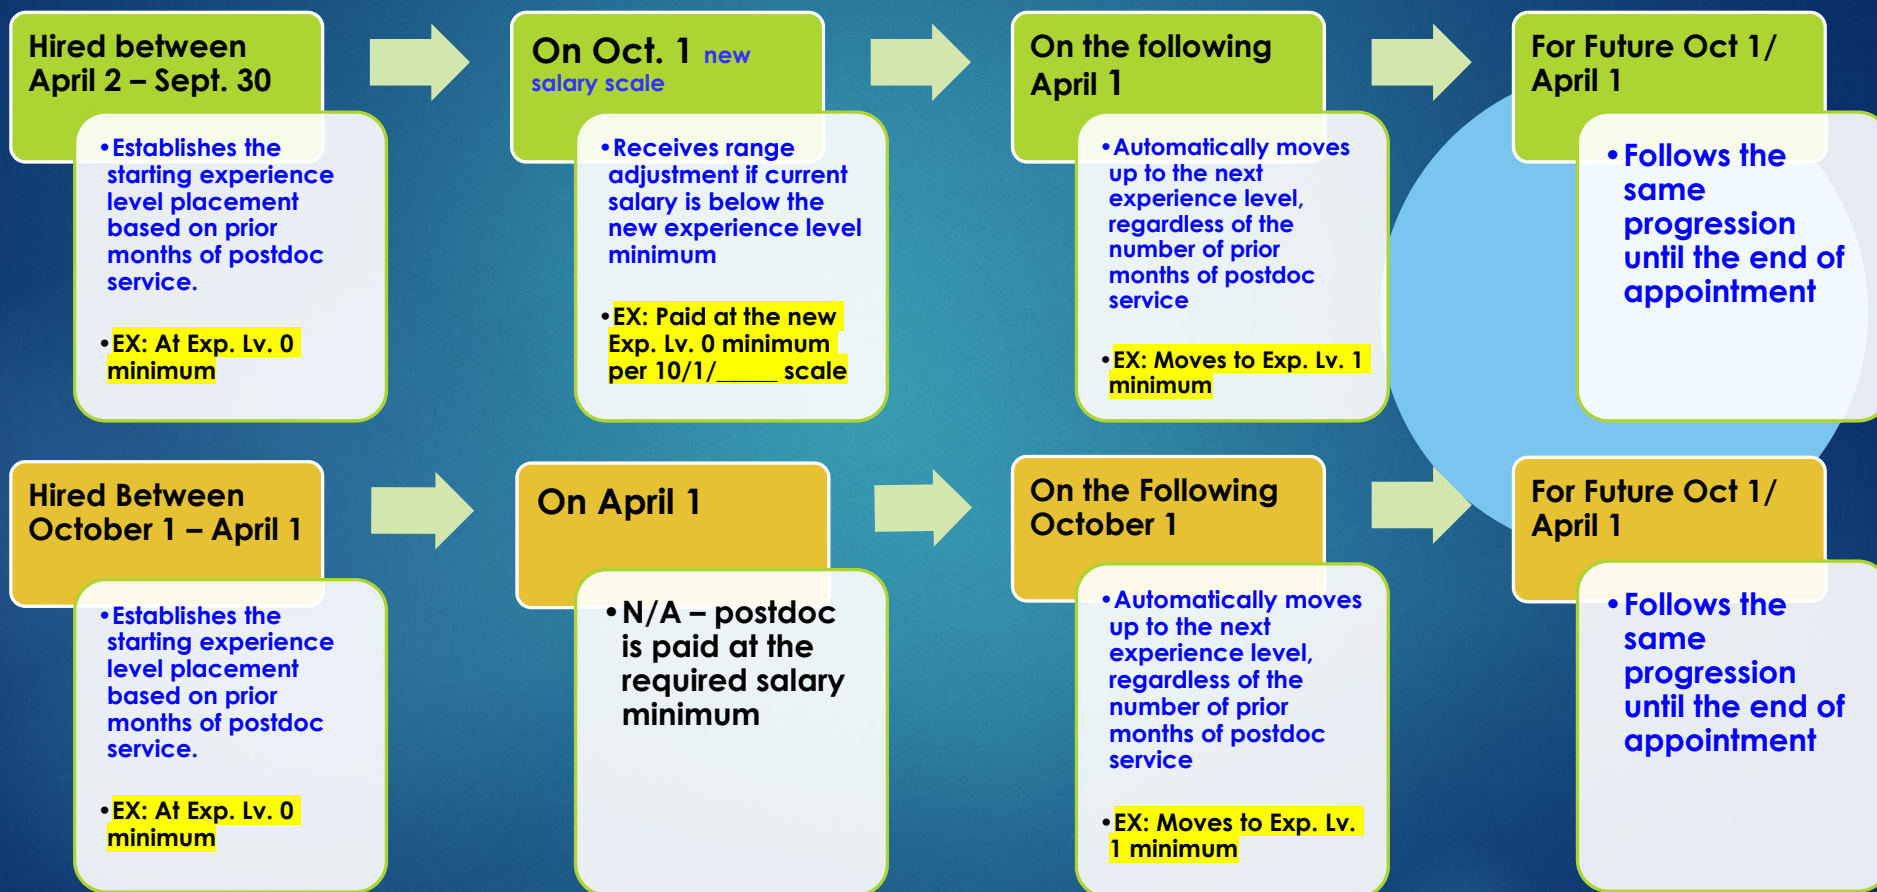 Hired between
April 2 – Sept. 30
•Establishes the
starting experience
level placement
based on prior
months of postdoc
service.
•EX: At Exp. Lv. 0
minimum
On Oct. 1 new
salary scale
•Receives range
adjustment if current
salary is below the
new experience level
minimum
•EX: Paid at the new
Exp. Lv. 0 minimum
per 10/1/_____ scale
On the following
April 1
•Automatically moves
up to the next
experience level,
regardless of the
number of prior
months of postdoc
service
•EX: Moves to Exp. Lv. 1
minimum
For Future Oct 1/
April 1
•Follows the
same
progression
until the end of
appointment
Hired Between
October 1 – April 1
•Establishes the
starting experience
level placement
based on prior
months of postdoc
service.
•EX: At Exp. Lv. 0
minimum
On April 1
•N/A – postdoc
is paid at the
required salary
minimum
On the Following
October 1
•Automatically moves
up to the next
experience level,
regardless of the
number of prior
months of postdoc
service
•EX: Moves to Exp. Lv.
1 minimum
For Future Oct 1/
April 1
•Follows the
same
progression
until the end of
appointment